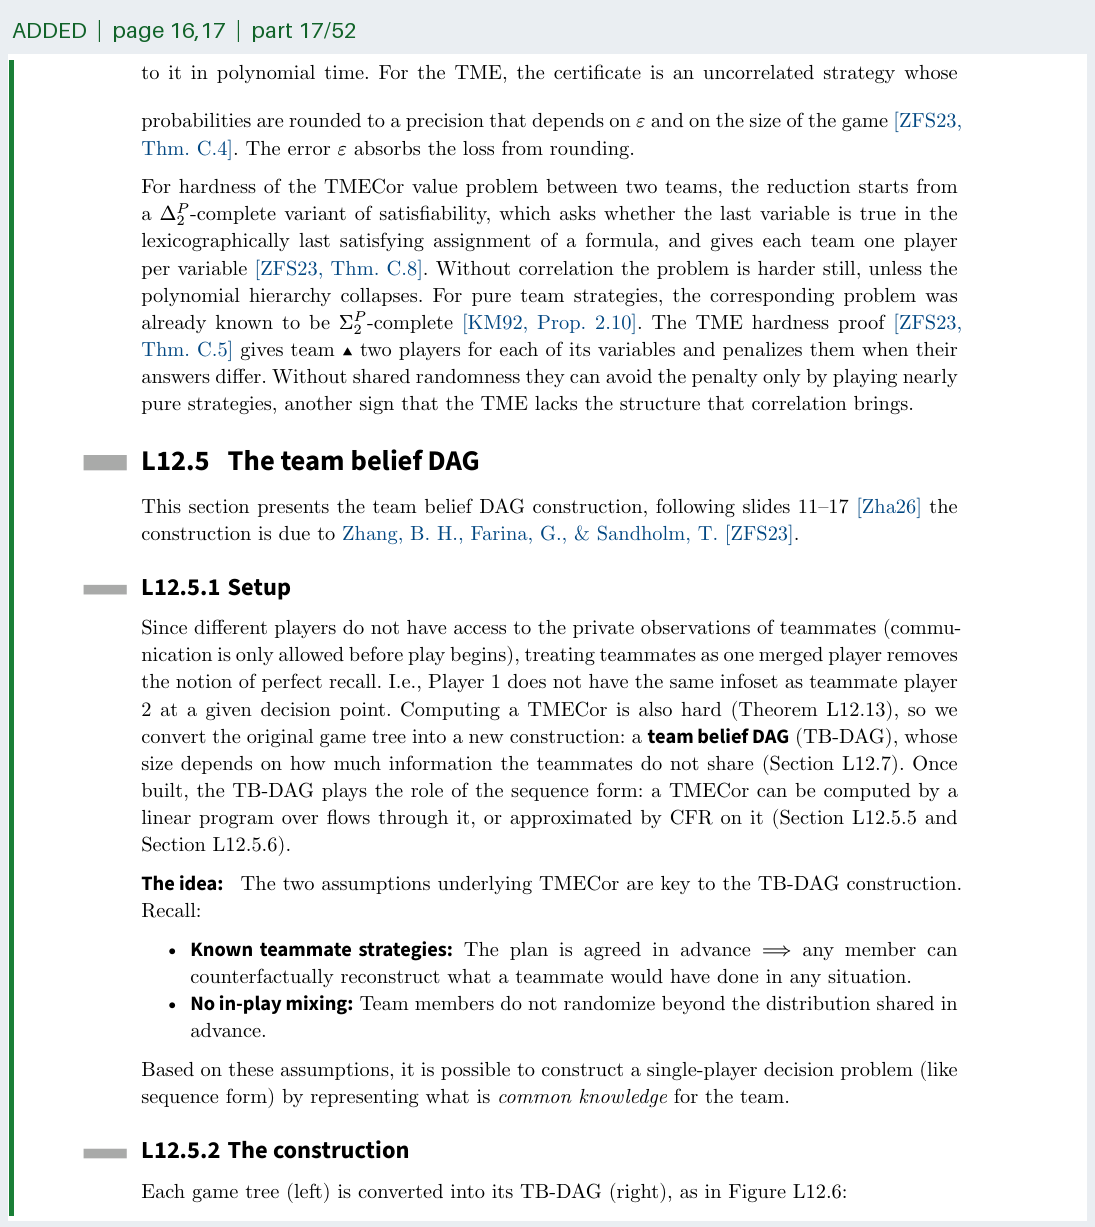 ADDED | page 16,17 | part 17/52
to it in polynomial time. For the TME, the certificate is an uncorrelated strategy whose
probabilities are rounded to a precision that depends on ε and on the size of the game [ZFS23,
Thm. C.4]. The error ε absorbs the loss from rounding.
For hardness of the TMECor value problem between two teams, the reduction starts from
a Δ₂ᴾ-complete variant of satisfiability, which asks whether the last variable is true in the
lexicographically last satisfying assignment of a formula, and gives each team one player
per variable [ZFS23, Thm. C.8]. Without correlation the problem is harder still, unless the
polynomial hierarchy collapses. For pure team strategies, the corresponding problem was
already known to be Σ₂ᴾ-complete [KM92, Prop. 2.10]. The TME hardness proof [ZFS23,
Thm. C.5] gives team ▲ two players for each of its variables and penalizes them when their
answers differ. Without shared randomness they can avoid the penalty only by playing nearly
pure strategies, another sign that the TME lacks the structure that correlation brings.
L12.5 The team belief DAG
This section presents the team belief DAG construction, following slides 11–17 [Zha26] the
construction is due to Zhang, B. H., Farina, G., & Sandholm, T. [ZFS23].
L12.5.1 Setup
Since different players do not have access to the private observations of teammates (commu-
nication is only allowed before play begins), treating teammates as one merged player removes
the notion of perfect recall. I.e., Player 1 does not have the same infoset as teammate player
2 at a given decision point. Computing a TMECor is also hard (Theorem L12.13), so we
convert the original game tree into a new construction: a team belief DAG (TB-DAG), whose
size depends on how much information the teammates do not share (Section L12.7). Once
built, the TB-DAG plays the role of the sequence form: a TMECor can be computed by a
linear program over flows through it, or approximated by CFR on it (Section L12.5.5 and
Section L12.5.6).
The idea: The two assumptions underlying TMECor are key to the TB-DAG construction.
Recall:
• Known teammate strategies: The plan is agreed in advance ⟹ any member can
counterfactually reconstruct what a teammate would have done in any situation.
• No in-play mixing: Team members do not randomize beyond the distribution shared in
advance.
Based on these assumptions, it is possible to construct a single-player decision problem (like
sequence form) by representing what is common knowledge for the team.
L12.5.2 The construction
Each game tree (left) is converted into its TB-DAG (right), as in Figure L12.6: